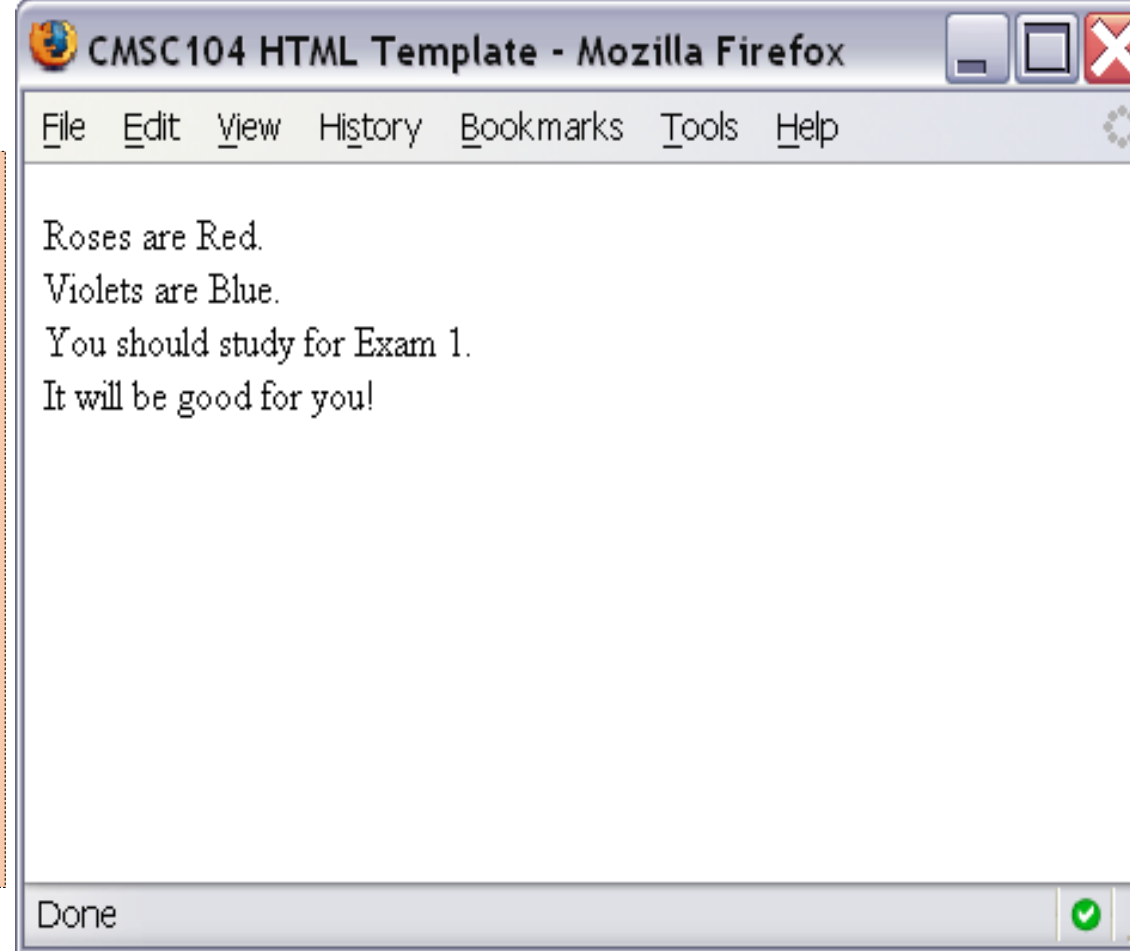 CMSC104 HTML Template - Mozilla Firefox
File Edit View History Bookmarks Tools Help
Roses are Red.
Violets are Blue.
You should study for Exam 1.
It will be good for you!
Done